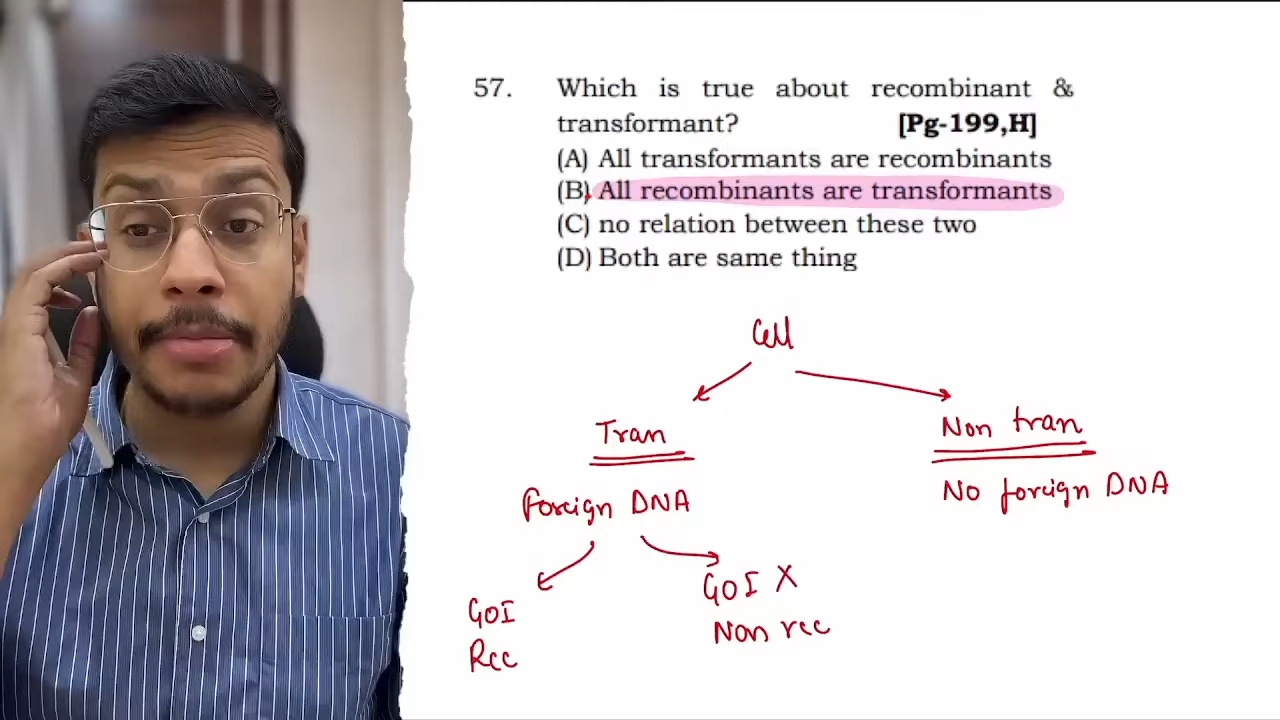 57. Which is true about recombinant &
transformant? [Pg-199,H]
(A) All transformants are recombinants
(B) All recombinants are transformants
(C) no relation between these two
(D) Both are same thing
Cell
Tran
Non tran
Foreign DNA
No foreign DNA
GOI
Rec
GOI X
Non rec